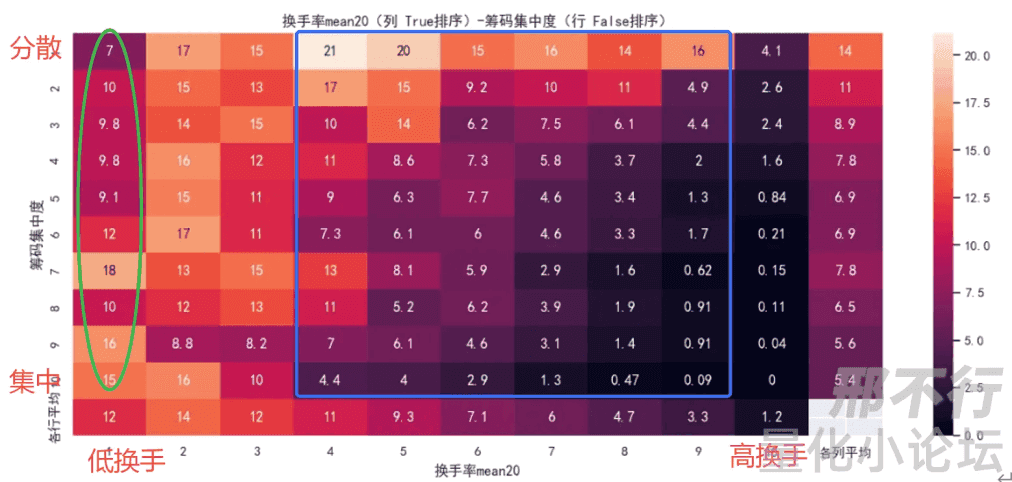 换手率mean20（列 True排序）-筹码集中度（行 False排序）
分散
集中
筹码集中度
7 17 15 21 20 15 16 14 16 4.1 14
2 10 15 13 17 15 9.2 10 11 4.9 2.6 11
3 9.8 14 15 10 14 6.2 7.5 6.1 4.4 2.4 8.9
4 9.8 16 12 11 8.6 7.3 5.8 3.7 2 1.6 7.8
5 9.1 15 11 9 6.3 7.7 4.6 3.4 1.3 0.84 6.9
6 12 17 11 7.3 6.1 6 4.6 3.3 1.7 0.21 6.9
7 18 13 15 13 8.1 5.9 2.9 1.6 0.62 0.15 7.8
8 10 12 13 11 5.2 6.2 3.9 1.9 0.91 0.11 6.5
9 16 8.8 8.2 7 6.1 4.6 3.1 1.4 0.91 0.04 5.6
15 16 10 4.4 4 2.9 1.3 0.47 0.09 0 5.4
各行平均 12 14 12 11 9.3 7.1 6 4.7 3.3 1.2
2 3 4 5 6 7 8 9 各列平均
低换手
高换手
换手率mean20
20.0
17.5
15.0
12.5
10.0
7.5
5.0
2.5
0.0
邢不行
量化小论坛